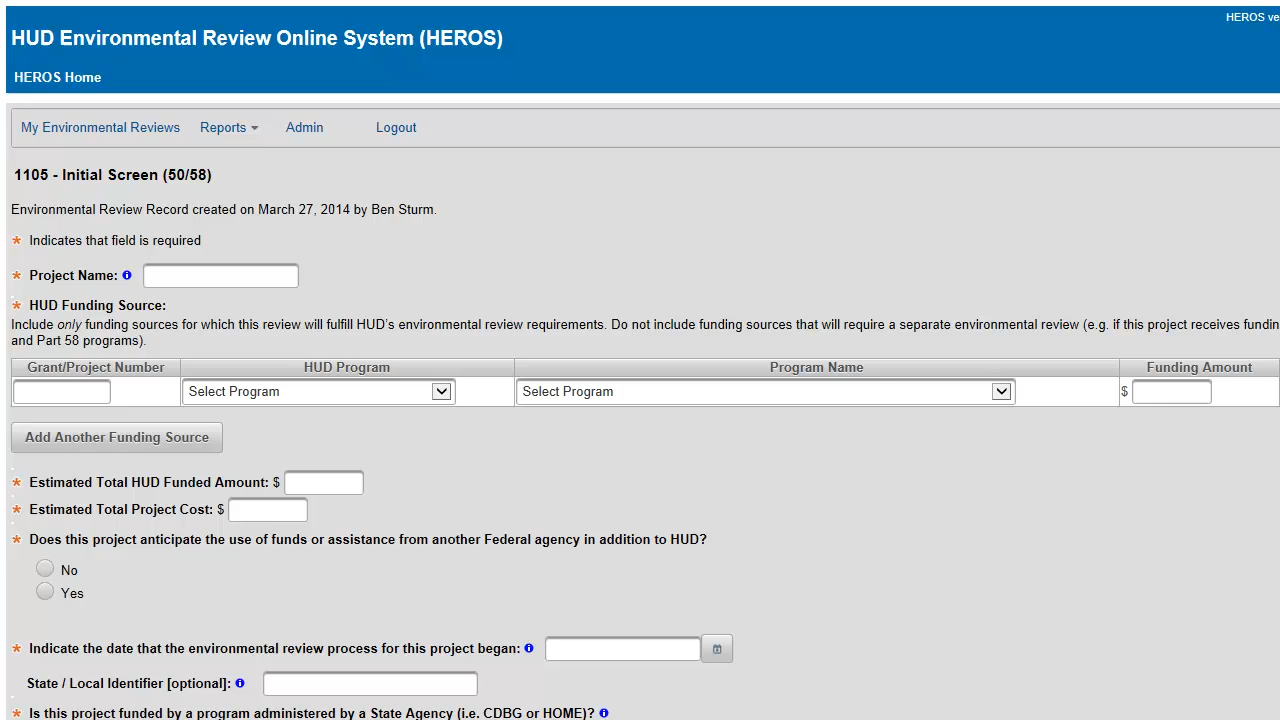 HEROS ve
HUD Environmental Review Online System (HEROS)
HEROS Home
My Environmental Reviews Reports Admin Logout
1105 - Initial Screen (50/58)
Environmental Review Record created on March 27, 2014 by Ben Sturm.
* Indicates that field is required
* Project Name:
* HUD Funding Source:
Include only funding sources for which this review will fulfill HUD's environmental review requirements. Do not include funding sources that will require a separate environmental review (e.g. if this project receives fundin
and Part 58 programs).
Grant/Project Number HUD Program Program Name Funding Amount
Select Program Select Program $
Add Another Funding Source
* Estimated Total HUD Funded Amount: $
* Estimated Total Project Cost: $
* Does this project anticipate the use of funds or assistance from another Federal agency in addition to HUD?
No
Yes
* Indicate the date that the environmental review process for this project began:
State / Local Identifier [optional]:
* Is this project funded by a program administered by a State Agency (i.e. CDBG or HOME)?